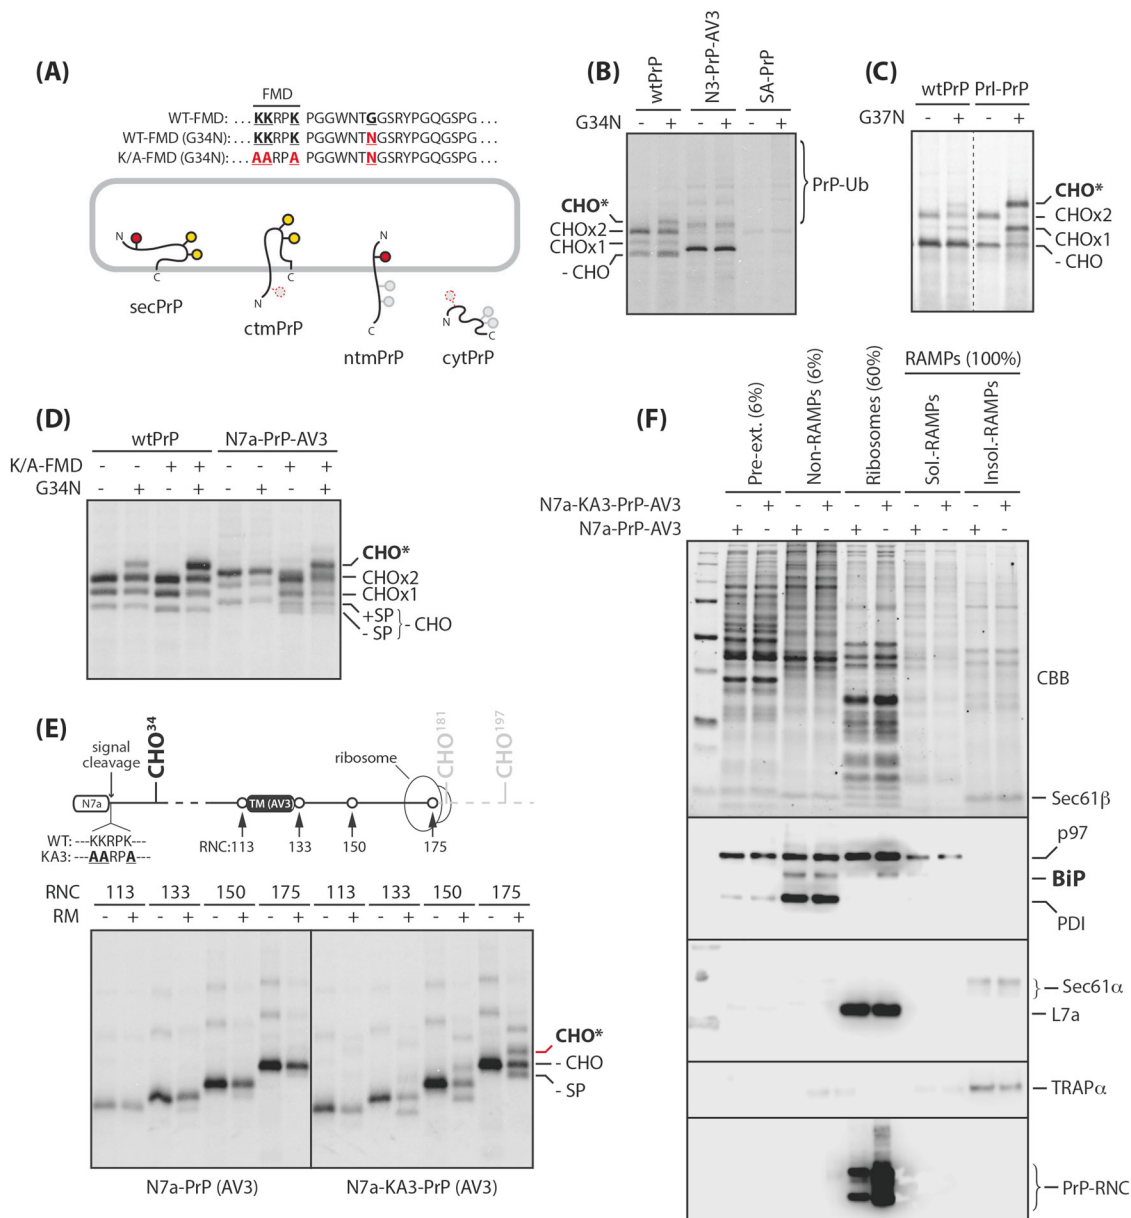 (A)
FMD
WT-FMD: ... KKRPK PGGWNTGGSRYPGQGSPG ...
WT-FMD (G34N): ... KKRPK PGGWNTNGSRYPGQGSPG ...
K/A-FMD (G34N): ... AARPA PGGWNTNGSRYPGQGSPG ...
N
C
secPrP
N
C
ctmPrP
N
C
ntmPrP
N
C
cytPrP
(B)
wtPrP
N3-PrP-AV3
SA-PrP
G34N
- + - + - +
PrP-Ub
CHO*
CHOx2
CHOx1
- CHO
(C)
wtPrP Prl-PrP
G37N
- + - +
CHO*
CHOx2
CHOx1
- CHO
(D)
wtPrP N7a-PrP-AV3
K/A-FMD - - + + - - + +
G34N - + - + - + - +
CHO*
CHOx2
CHOx1
+SP
- SP
- CHO
(E)
signal
cleavage
CHO34
ribosome
CHO181
CHO197
N7a
TM (AV3
WT: ---KKRPK---
KA3: ---AARPA---
RNC:113 133 150 175
RNC 113 133 150 175 113 133 150 175
RM - + - + - + - + - + - + - + - +
CHO*
- CHO
- SP
N7a-PrP (AV3) N7a-KA3-PrP (AV3)
(F)
Pre-ext. (6%)
Non-RAMPs (6%)
Ribosomes (60%)
RAMPs (100%)
Sol.-RAMPs
Insol.-RAMPs
N7a-KA3-PrP-AV3 - + - + - + - + - +
N7a-PrP-AV3 + - + - + - + - + -
CBB
Sec61β
p97
BiP
PDI
Sec61α
L7a
TRAPα
PrP-RNC